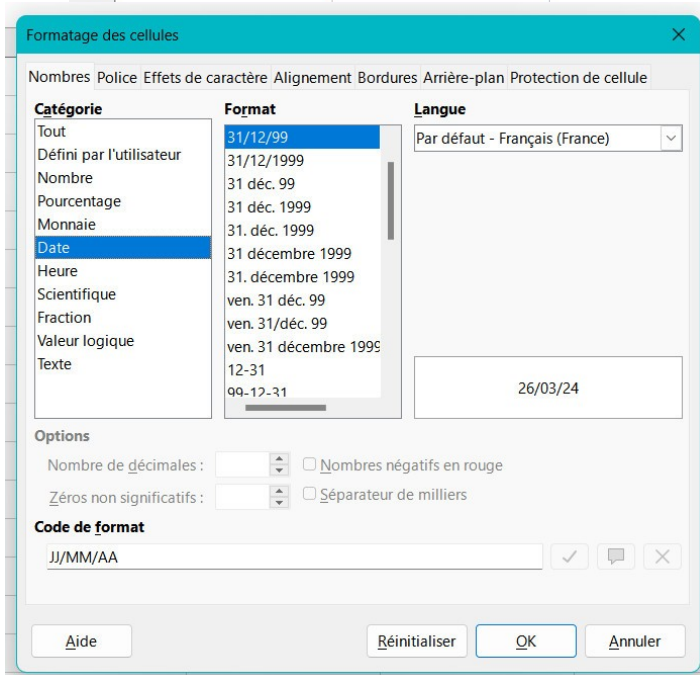 Formatage des cellules
Nombres Police Effets de caractère Alignement Bordures Arrière-plan Protection de cellule
Catégorie
Tout
Défini par l'utilisateur
Nombre
Pourcentage
Monnaie
Date
Heure
Scientifique
Fraction
Valeur logique
Texte
Format
31/12/99
31/12/1999
31 déc. 99
31 déc. 1999
31. déc. 1999
31 décembre 1999
31. décembre 1999
ven. 31 déc. 99
ven. 31/déc. 99
ven. 31 décembre 1999
12-31
99-12-31
Langue
Par défaut - Français (France)
26/03/24
Options
Nombre de décimales :
Nombres négatifs en rouge
Zéros non significatifs :
Séparateur de milliers
Code de format
JJ/MM/AA
Aide
Réinitialiser
OK
Annuler